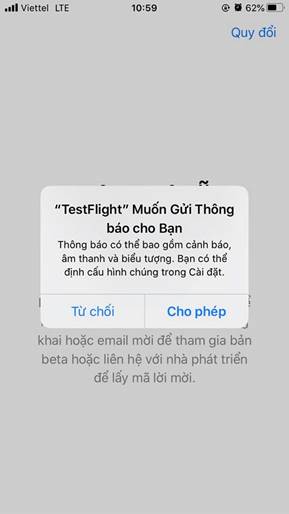 Viettel LTE 10:59 62%
Quy đổi
“TestFlight” Muốn Gửi Thông
báo cho Bạn
Thông báo có thể bao gồm cảnh báo,
âm thanh và biểu tượng. Bạn có thể
định cấu hình chúng trong Cài đặt.
Từ chối Cho phép
khai hoặc email mời để tham gia bản
beta hoặc liên hệ với nhà phát triển
để lấy mã lời mời.